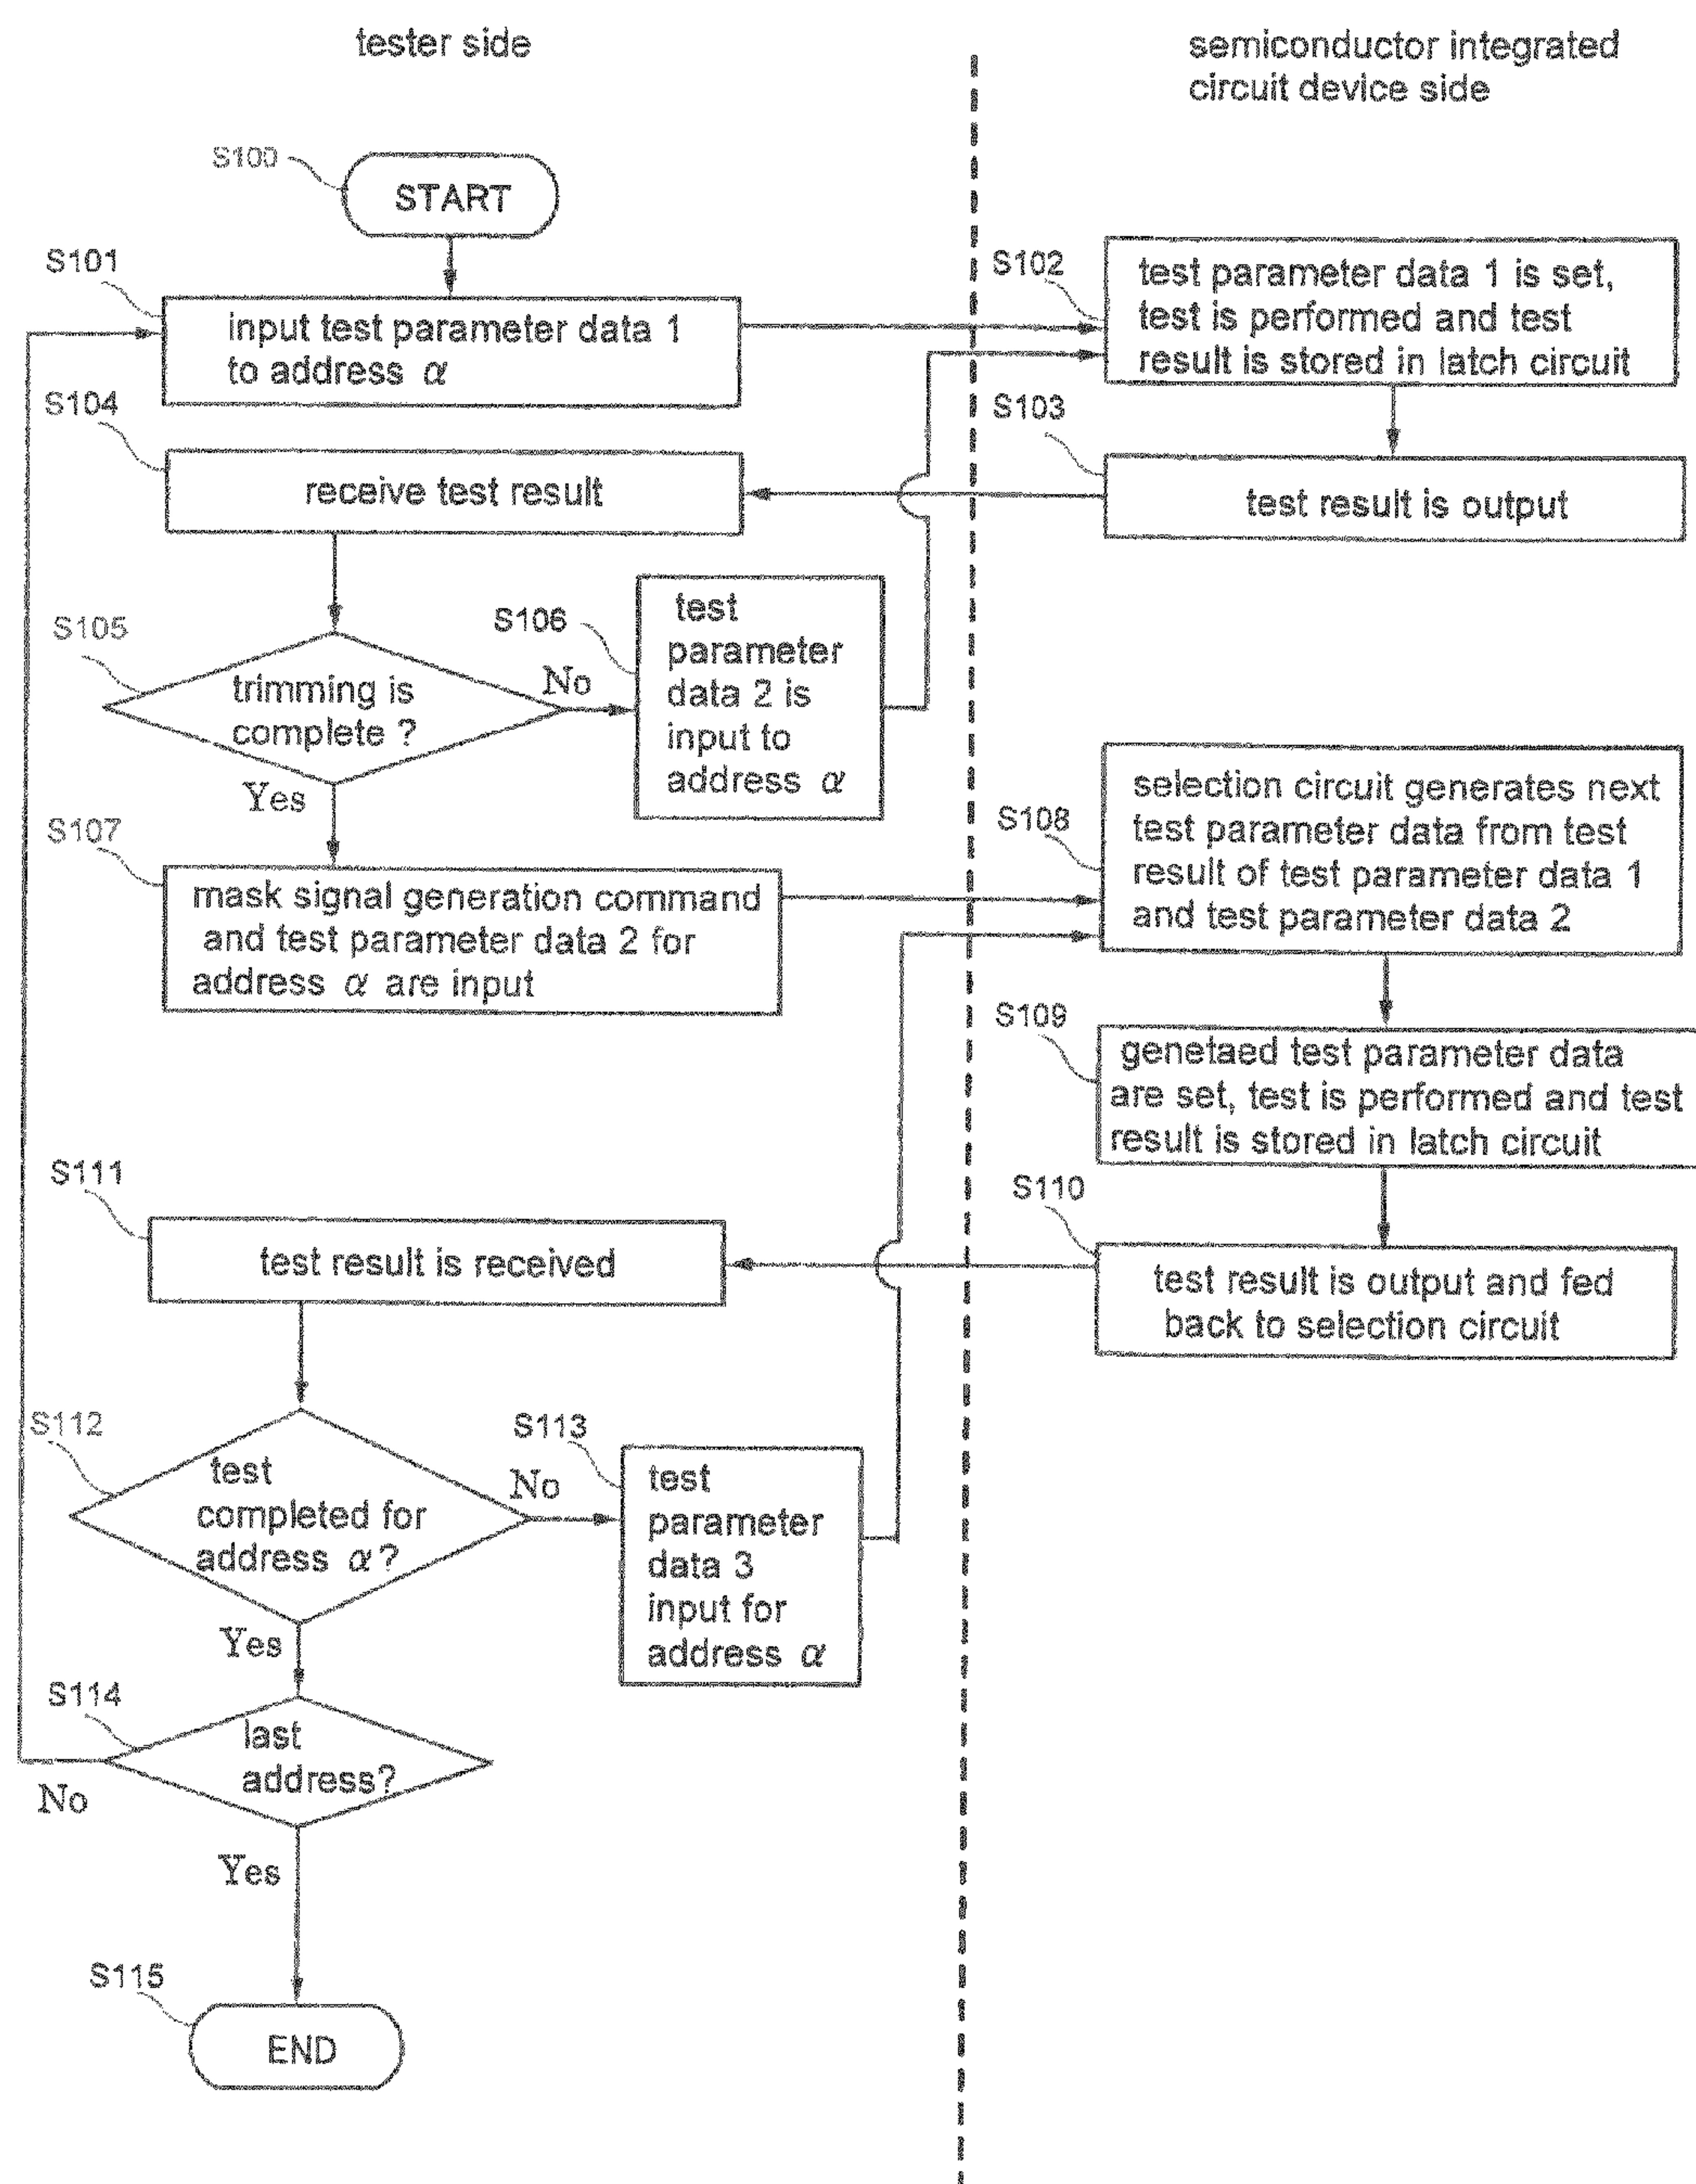 tester side
semiconductor integrated
circuit device side
S100
START
S101
input test parameter data 1
to address α
S102
test parameter data 1 is set,
test is performed and test
result is stored in latch circuit
S104
receive test result
S103
test result is output
S105
trimming is
complete ?
No
Yes
S106
test
parameter
data 2 is
input to
address α
S107
mask signal generation command
and test parameter data 2 for
address α are input
S108
selection circuit generates next
test parameter data from test
result of test parameter data 1
and test parameter data 2
S109
genetaed test parameter data
are set, test is performed and test
result is stored in latch circuit
S111
test result is received
S110
test result is output and fed
back to selection circuit
S112
test
completed for
address α?
No
Yes
S113
test
parameter
data 3
input for
address α
S114
last
address?
No
Yes
S115
END